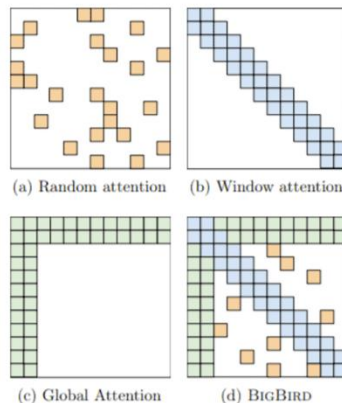 (a) Random attention
(b) Window attention
(c) Global Attention
(d) BIGBIRD